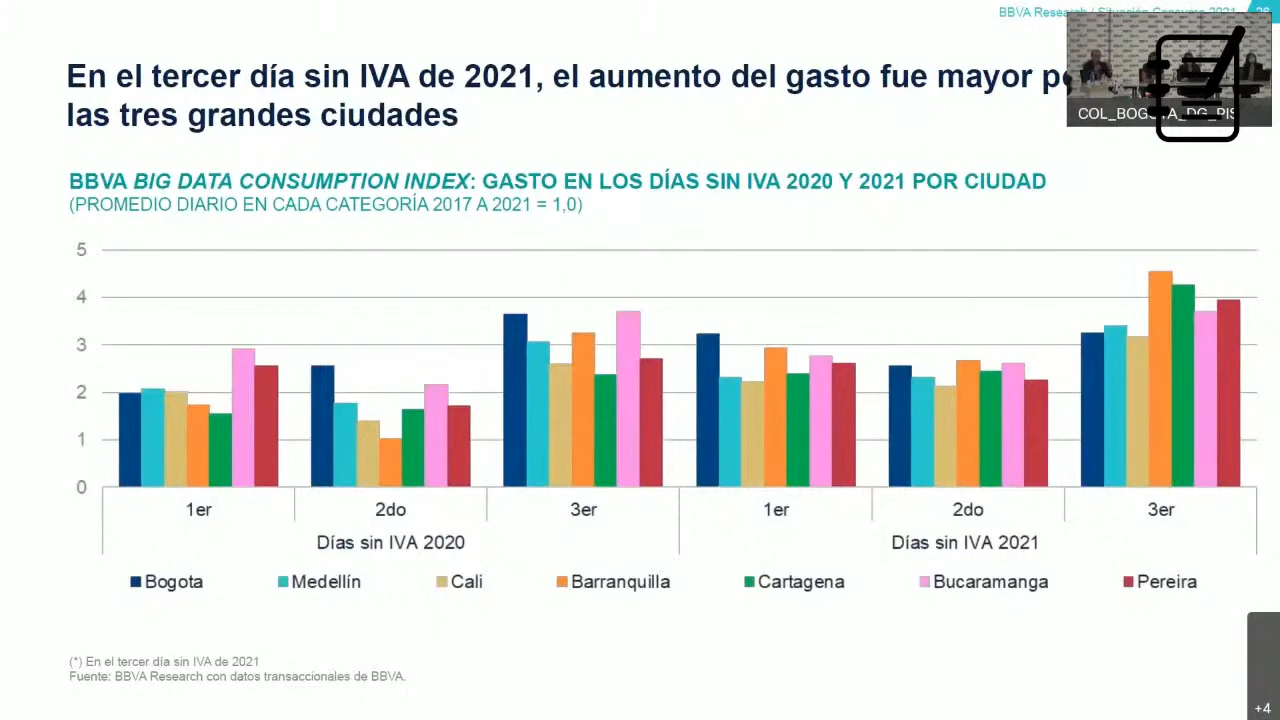 BBVA Research / Situación Consumo 2021
En el tercer día sin IVA de 2021, el aumento del gasto fue mayor
las tres grandes ciudades
BBVA BIG DATA CONSUMPTION INDEX: GASTO EN LOS DÍAS SIN IVA 2020 Y 2021 POR CIUDAD
(PROMEDIO DIARIO EN CADA CATEGORÍA 2017 A 2021 = 1,0)
5
4
3
2
1
0
1er 2do 3er 1er 2do 3er
Días sin IVA 2020 Días sin IVA 2021
Bogota Medellín Cali Barranquilla Cartagena Bucaramanga Pereira
(*) En el tercer día sin IVA de 2021
Fuente: BBVA Research con datos transaccionales de BBVA.
+4